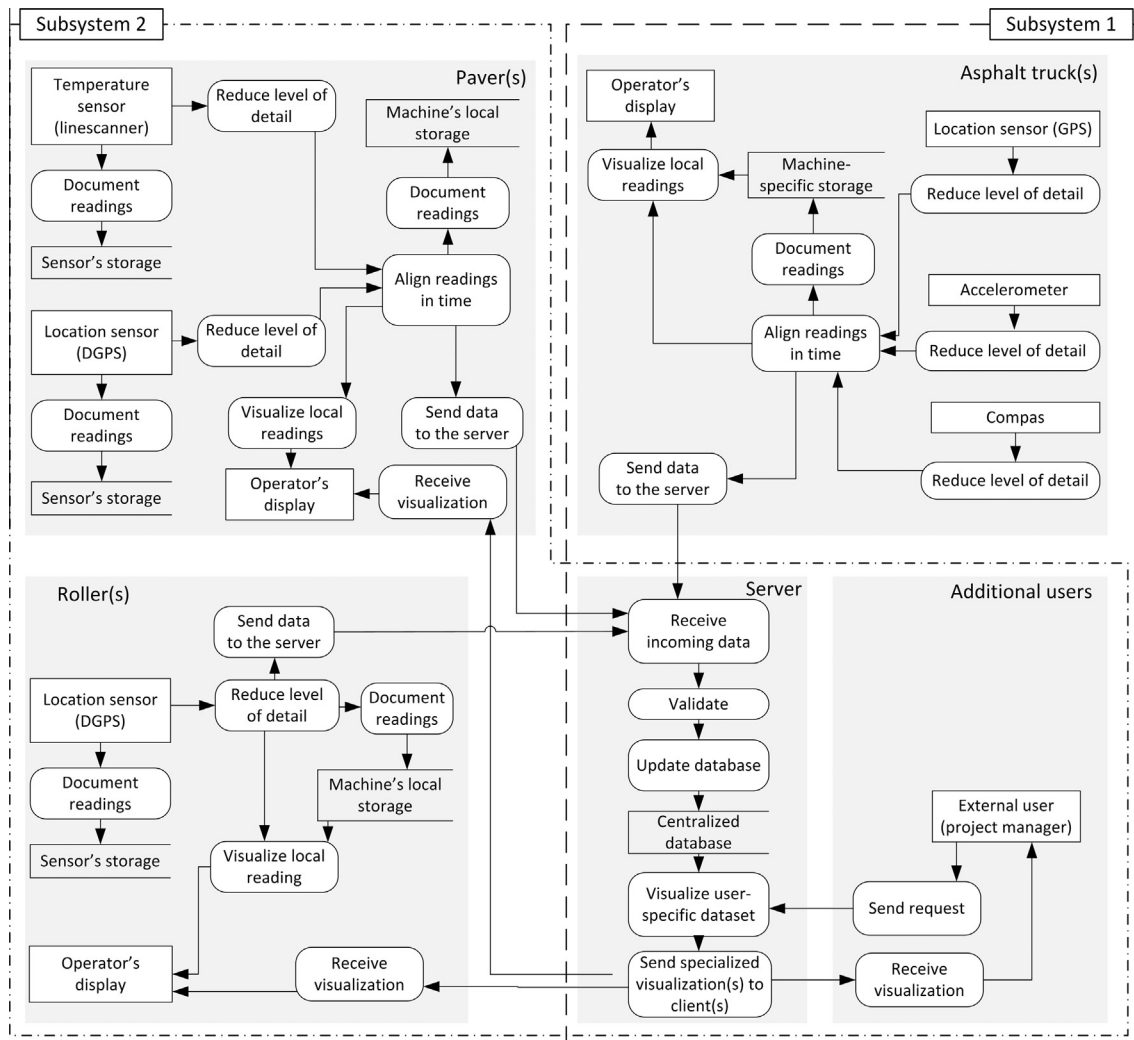 Subsystem 2
Subsystem 1
Paver(s)
Temperature
sensor
(linescanner)
Reduce level of
detail
Machine's local
storage
Document
readings
Document
readings
Sensor's storage
Align readings
in time
Location sensor
(DGPS)
Reduce level of
detail
Document
readings
Visualize local
readings
Send data
to the server
Sensor's storage
Operator's
display
Receive
visualization
Asphalt truck(s)
Operator's
display
Location sensor (GPS)
Visualize local
readings
Machine-
specific storage
Reduce level of detail
Document
readings
Accelerometer
Align readings
in time
Reduce level of detail
Compas
Send data
to the server
Reduce level of detail
Roller(s)
Send data
to the server
Location sensor
(DGPS)
Reduce level
of detail
Document
readings
Document
readings
Machine's local
storage
Sensor's storage
Visualize local
reading
Operator's
display
Receive
visualization
Server
Receive
incoming data
Validate
Update database
Centralized
database
Visualize user-
specific dataset
Send specialized
visualization(s) to
client(s)
Additional users
External user
(project manager)
Send request
Receive
visualization